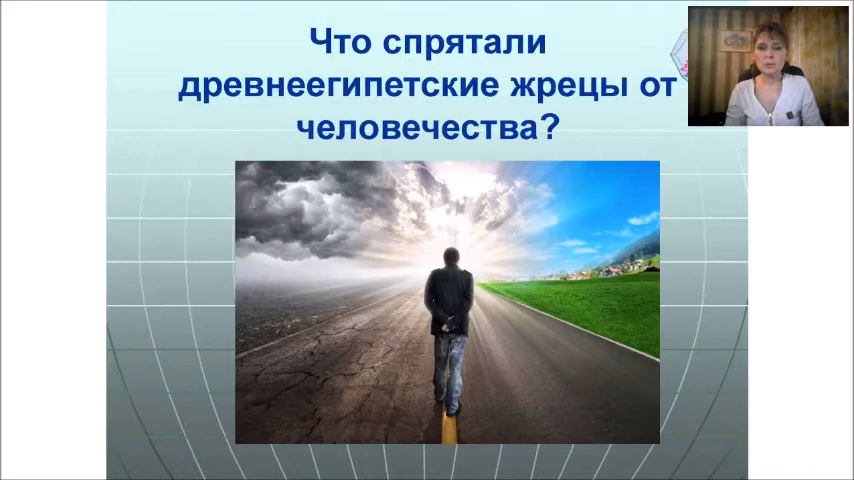 Что спрятали
древнеегипетские жрецы от
человечества?